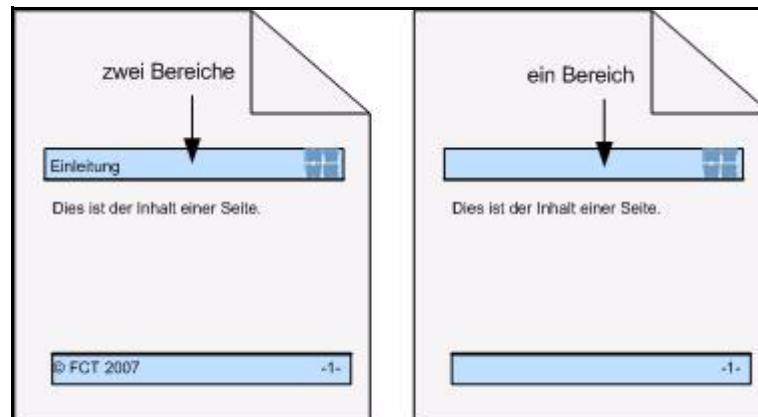 zwei Bereiche
Einleitung
Dies ist der Inhalt einer Seite.
© FCT 2007 -1-
ein Bereich
Dies ist der Inhalt einer Seite.
-1-